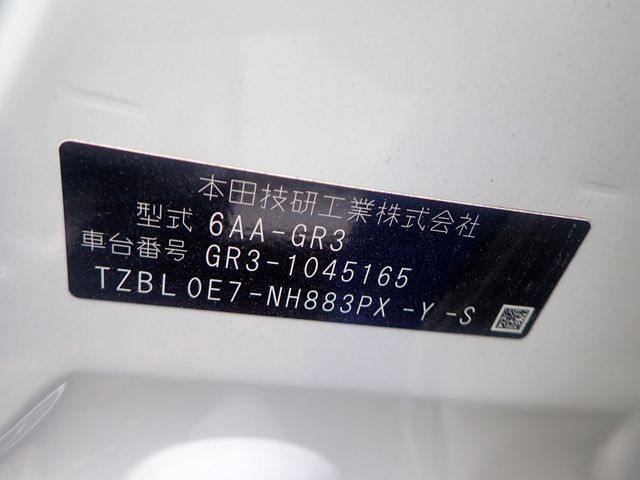 本田技研工業株式会社
型式 6AA-GR3
車台番号 GR3-1045165
TZBL0E7-NH883PX-Y-S